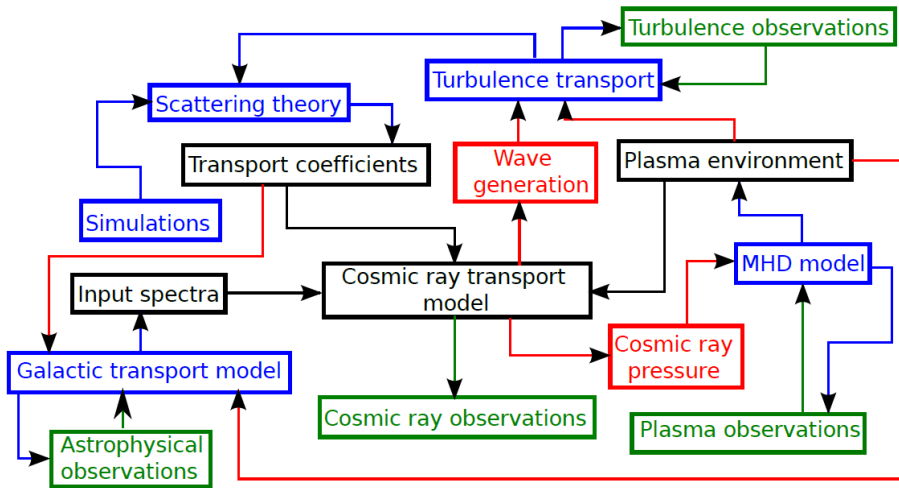 Turbulence observations
Turbulence transport
Scattering theory
Transport coefficients
Wave
generation
Plasma environment
Simulations
Cosmic ray transport
model
MHD model
Input spectra
Cosmic ray
pressure
Galactic transport model
Cosmic ray observations
Plasma observations
Astrophysical
observations